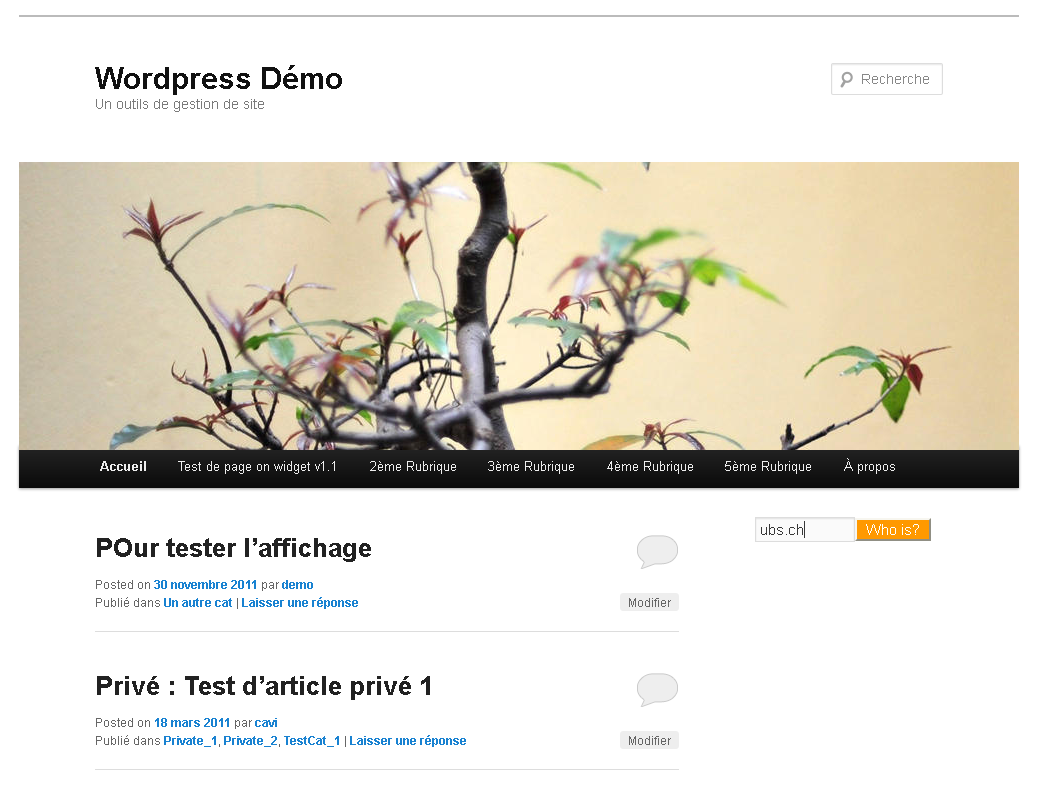 Wordpress Démo
Un outils de gestion de site
Recherche
Accueil Test de page on widget v1.1 2ème Rubrique 3ème Rubrique 4ème Rubrique 5ème Rubrique À propos
POur tester l’affichage
Posted on 30 novembre 2011 par demo
Publié dans Un autre cat | Laisser une réponse
Modifier
Privé : Test d’article privé 1
Posted on 18 mars 2011 par cavi
Publié dans Private_1, Private_2, TestCat_1 | Laisser une réponse
Modifier
ubs.ch Who is?